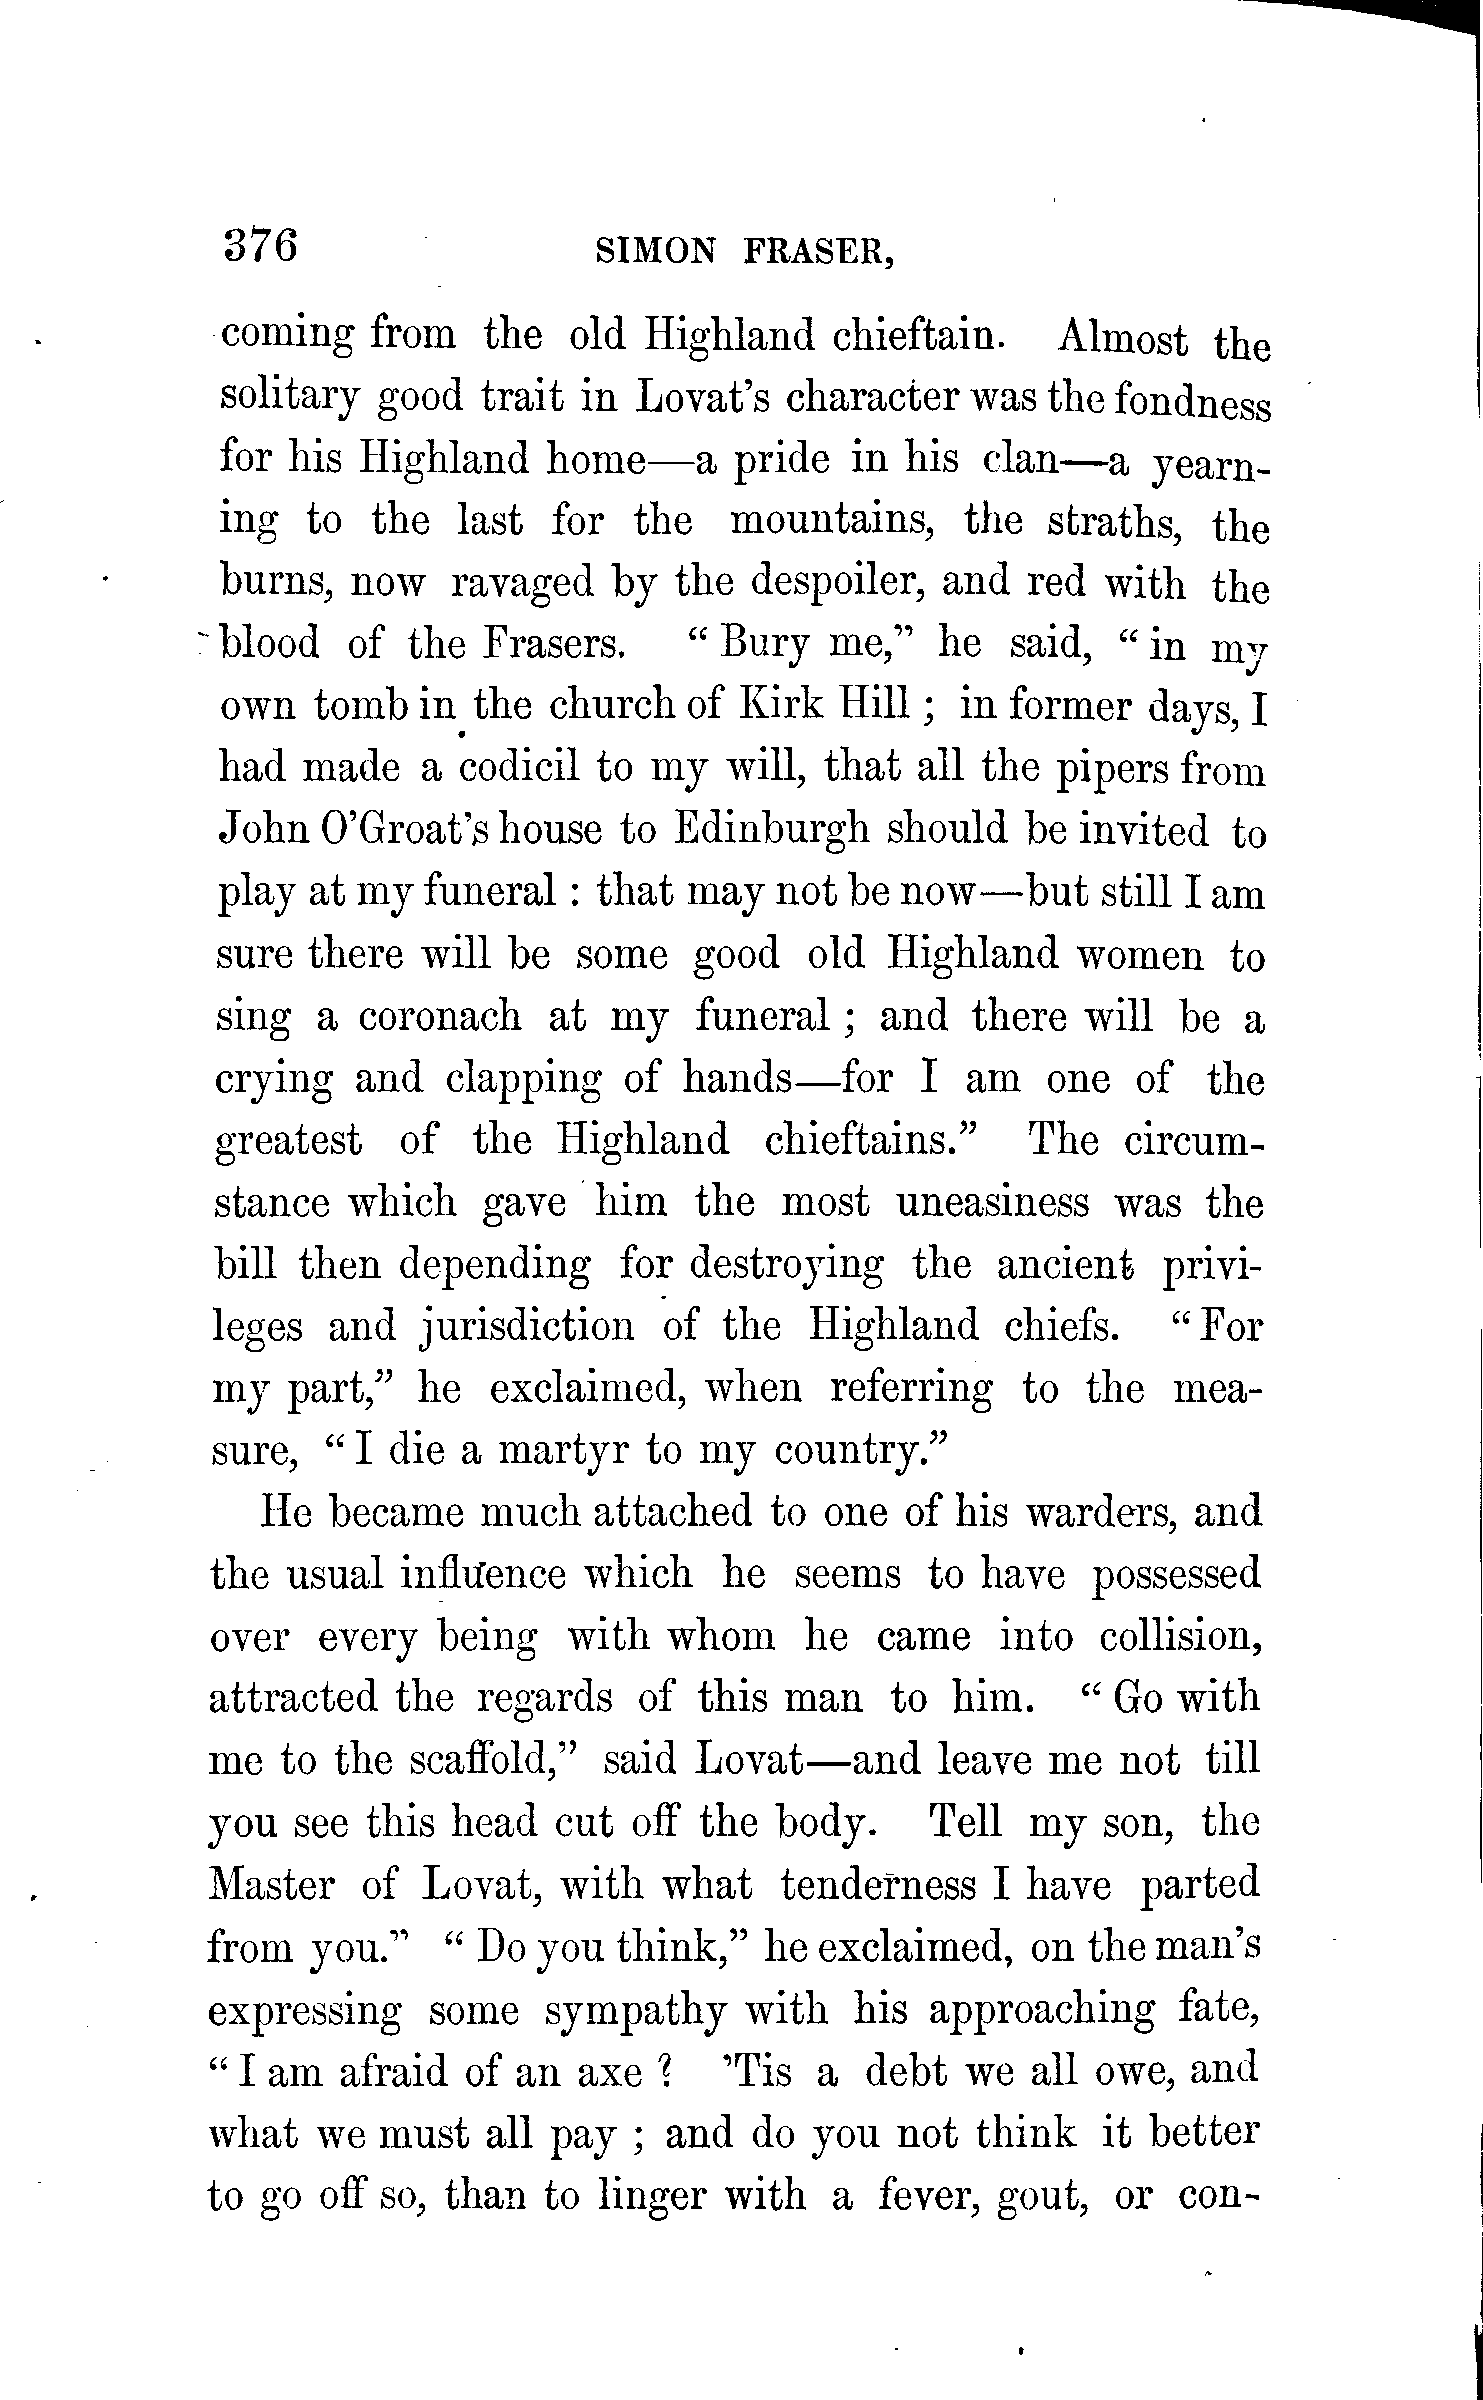 376 SIMON FRASER,
coming from the old Highland chieftain. Almost the
solitary good trait in Lovat's character was the fondness
for his Highland home—a pride in his clan—a yearn-
ing to the last for the mountains, the straths, the
burns, now ravaged by the despoiler, and red with the
blood of the Frasers. "Bury me," he said, "in my
own tomb in the church of Kirk Hill; in former days, I
had made a codicil to my will, that all the pipers from
John O'Groat's house to Edinburgh should be invited to
play at my funeral: that may not be now—but still I am
sure there will be some good old Highland women to
sing a coronach at my funeral; and there will be a
crying and clapping of hands—for I am one of the
greatest of the Highland chieftains." The circum-
stance which gave him the most uneasiness was the
bill then depending for destroying the ancient privi-
leges and jurisdiction of the Highland chiefs. "For
my part," he exclaimed, when referring to the mea-
sure, "I die a martyr to my country."
He became much attached to one of his warders, and
the usual influence which he seems to have possessed
over every being with whom he came into collision,
attracted the regards of this man to him. "Go with
me to the scaffold," said Lovat—and leave me not till
you see this head cut off the body. Tell my son, the
Master of Lovat, with what tenderness I have parted
from you." "Do you think," he exclaimed, on the man's
expressing some sympathy with his approaching fate,
"I am afraid of an axe? 'Tis a debt we all owe, and
what we must all pay; and do you not think it better
to go off so, than to linger with a fever, gout, or con-